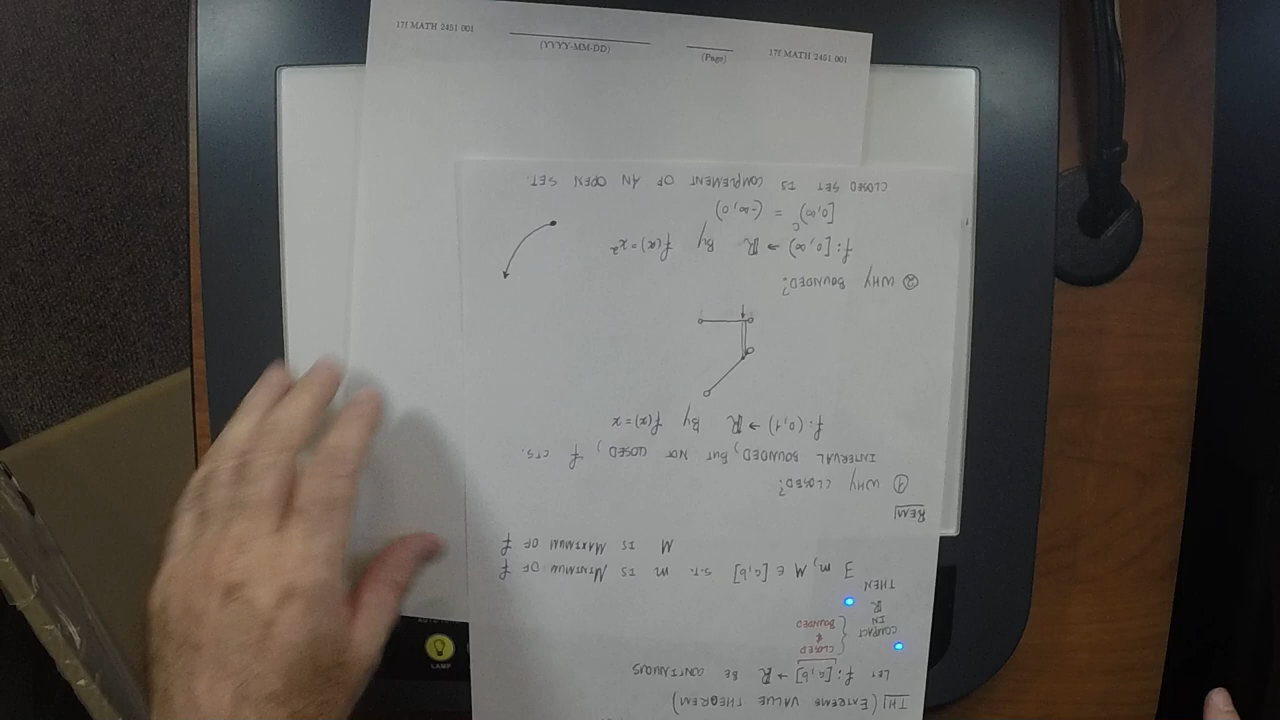 17f MATH 2451 001
(YYYY-MM-DD)
(Page)
17f MATH 2451 001
TH (EXTREME VALUE THEOREM)
LET f: [a,b] → ℝ BE CONTINUOUS
CLOSED
&
BOUNDED
COMPACT
IN
ℝ
THEN
∃ m, M ∈ [a,b] s.t. m IS MINIMUM OF f
M IS MAXIMUM OF f
REM
① WHY CLOSED?
INTERVAL BOUNDED, BUT NOT CLOSED, f CTS.
f: (0,1) → ℝ BY f(x)=x
② WHY BOUNDED?
f: [0,∞) → ℝ BY f(x)=x²
[0,∞)ᶜ = (-∞,0)
CLOSED SET IS COMPLEMENT OF AN OPEN SET.
LAMP